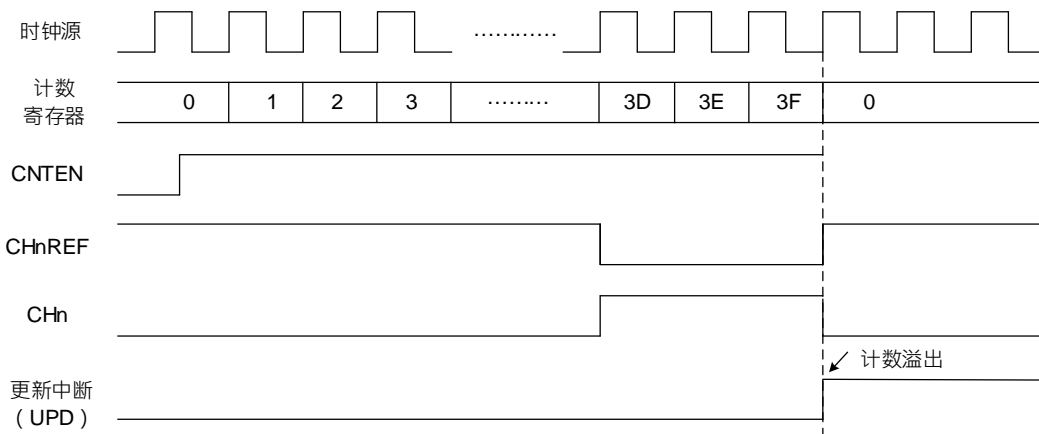 时钟源
…………
计数
寄存器
0 1 2 3 ……… 3D 3E 3F 0
CNTEN
CHnREF
CHn
计数溢出
更新中断
（UPD）